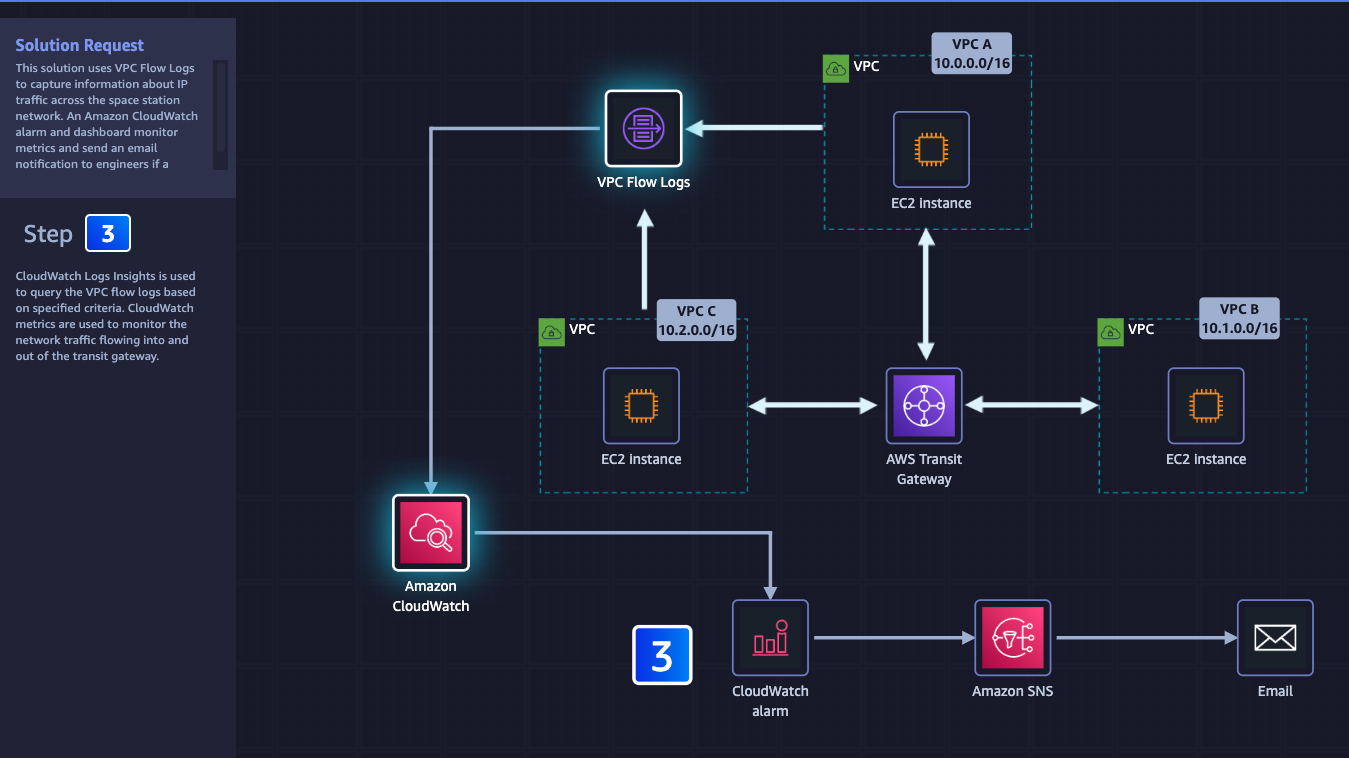 Solution Request
This solution uses VPC Flow Logs
to capture information about IP
traffic across the space station
network. An Amazon CloudWatch
alarm and dashboard monitor
metrics and send an email
notification to engineers if a
Step 3
CloudWatch Logs Insights is used
to query the VPC flow logs based
on specified criteria. CloudWatch
metrics are used to monitor the
network traffic flowing into and
out of the transit gateway.
VPC A
10.0.0.0/16
VPC
EC2 instance
VPC Flow Logs
VPC C
10.2.0.0/16
VPC
EC2 instance
AWS Transit
Gateway
VPC B
10.1.0.0/16
VPC
EC2 instance
Amazon
CloudWatch
3
CloudWatch
alarm
Amazon SNS
Email